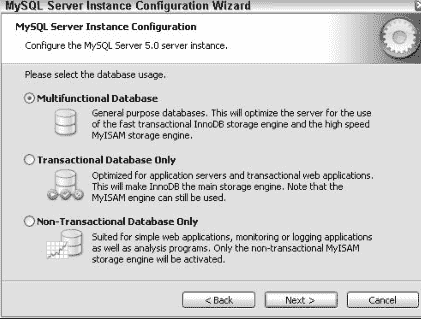 MySQL Server Instance Configuration Wizard
MySQL Server Instance Configuration
Configure the MySQL Server 5.0 server instance.
Please select the database usage.
Multifunctional Database
General purpose databases. This will optimize the server for the use
of the fast transactional InnoDB storage engine and the high speed
MyISAM storage engine.
Transactional Database Only
Optimized for application servers and transactional web applications.
This will make InnoDB the main storage engine. Note that the
MyISAM engine can still be used.
Non-Transactional Database Only
Suited for simple web applications, monitoring or logging applications
as well as analysis programs. Only the non-transactional MyISAM
storage engine will be activated.
< Back
Next >
Cancel